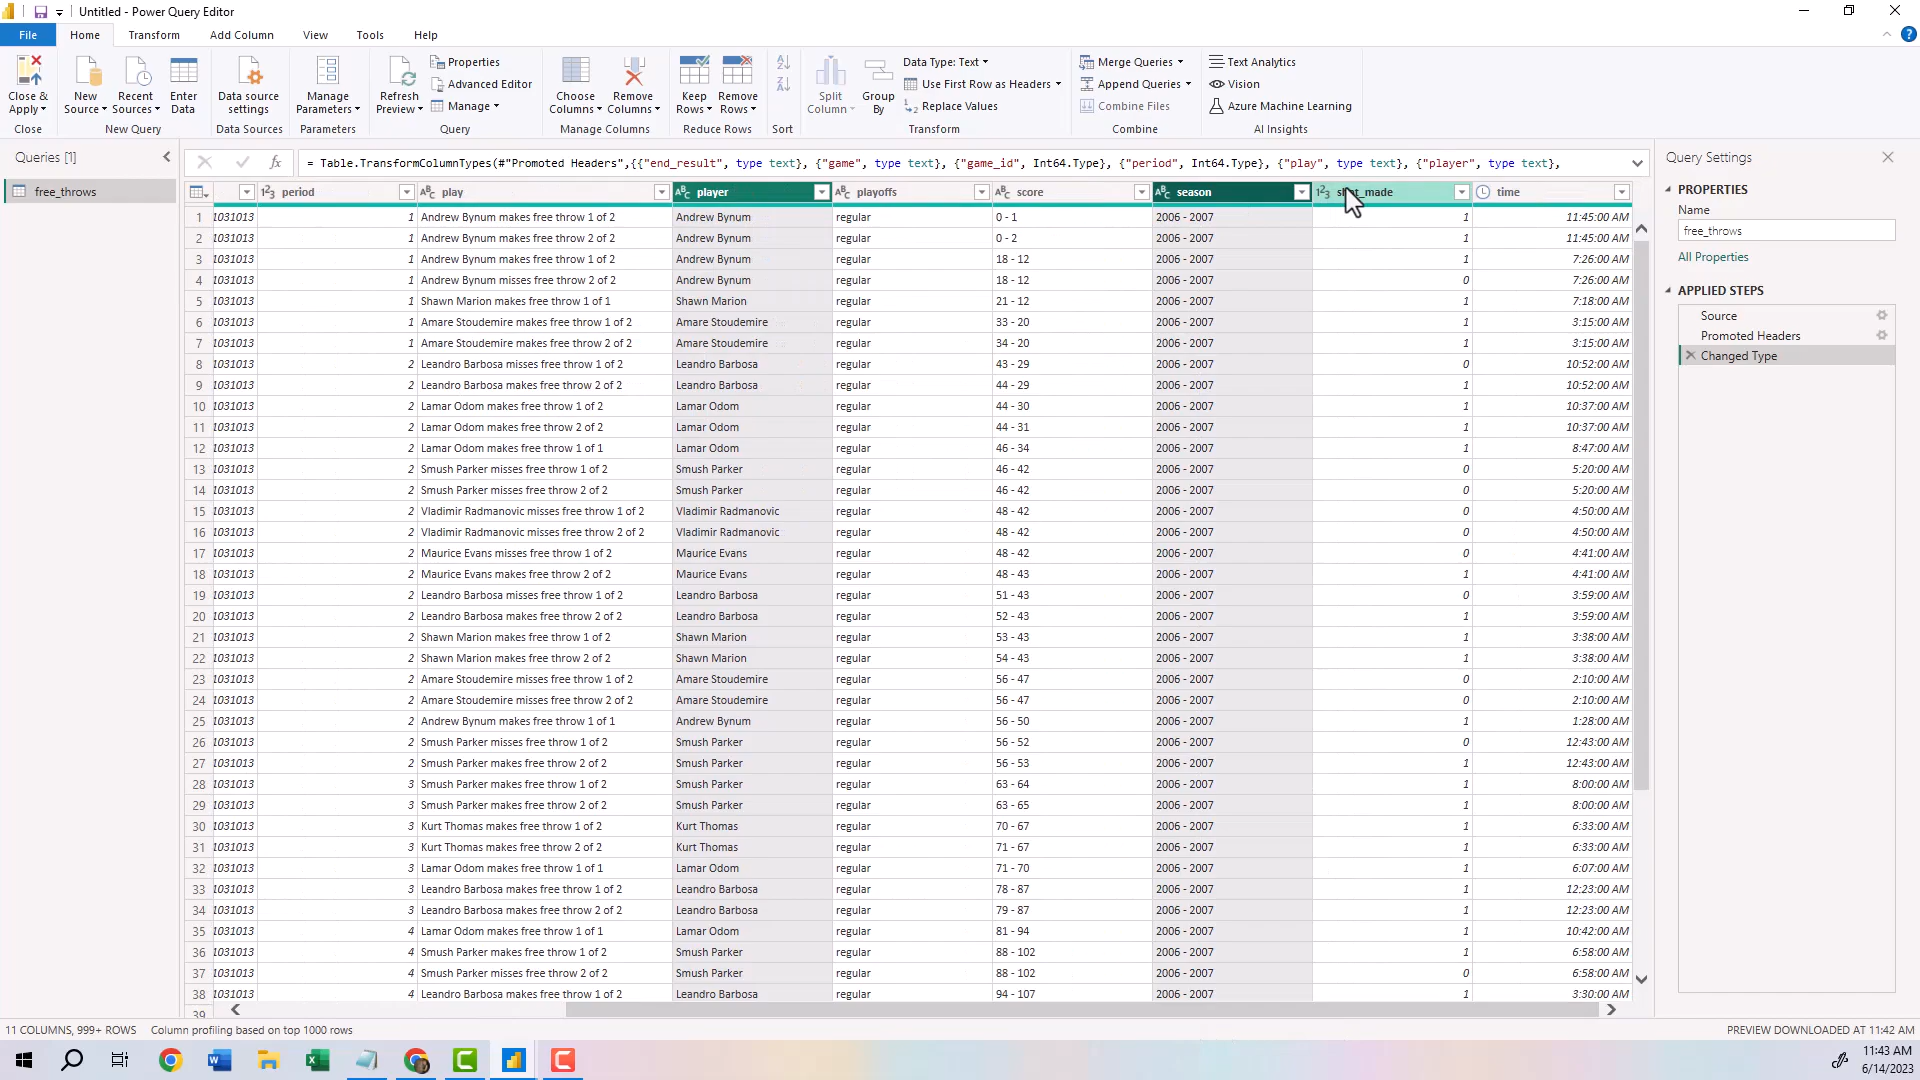 Untitled - Power Query Editor
File Home Transform Add Column View Tools Help
Close & Apply
Close
New Source
Recent Sources
Enter Data
New Query
Data source settings
Data Sources
Manage Parameters
Parameters
Refresh Preview
Properties
Advanced Editor
Manage
Query
Choose Columns
Remove Columns
Manage Columns
Keep Rows
Remove Rows
Reduce Rows
Sort
Split Column
Group By
Data Type: Text
Use First Row as Headers
Replace Values
Transform
Merge Queries
Append Queries
Combine Files
Combine
Text Analytics
Vision
Azure Machine Learning
AI Insights
Queries [1]
free_throws
= Table.TransformColumnTypes(#"Promoted Headers",{{"end_result", type text}, {"game", type text}, {"game_id", Int64.Type}, {"period", Int64.Type}, {"play", type text}, {"player", type text},
period play player playoffs score season time
1 1031013 1 Andrew Bynum makes free throw 1 of 2 Andrew Bynum regular 0 - 1 2006 - 2007 1 11:45:00 AM
2 1031013 1 Andrew Bynum makes free throw 2 of 2 Andrew Bynum regular 0 - 2 2006 - 2007 1 11:45:00 AM
3 1031013 1 Andrew Bynum makes free throw 1 of 2 Andrew Bynum regular 18 - 12 2006 - 2007 1 7:26:00 AM
4 1031013 1 Andrew Bynum misses free throw 2 of 2 Andrew Bynum regular 18 - 12 2006 - 2007 0 7:26:00 AM
5 1031013 1 Shawn Marion makes free throw 1 of 1 Shawn Marion regular 21 - 12 2006 - 2007 1 7:18:00 AM
6 1031013 1 Amare Stoudemire makes free throw 1 of 2 Amare Stoudemire regular 33 - 20 2006 - 2007 1 3:15:00 AM
7 1031013 1 Amare Stoudemire makes free throw 2 of 2 Amare Stoudemire regular 34 - 20 2006 - 2007 1 3:15:00 AM
8 1031013 2 Leandro Barbosa misses free throw 1 of 2 Leandro Barbosa regular 43 - 29 2006 - 2007 0 10:52:00 AM
9 1031013 2 Leandro Barbosa makes free throw 2 of 2 Leandro Barbosa regular 44 - 29 2006 - 2007 1 10:52:00 AM
10 1031013 2 Lamar Odom makes free throw 1 of 2 Lamar Odom regular 44 - 30 2006 - 2007 1 10:37:00 AM
11 1031013 2 Lamar Odom makes free throw 2 of 2 Lamar Odom regular 44 - 31 2006 - 2007 1 10:37:00 AM
12 1031013 2 Lamar Odom makes free throw 1 of 1 Lamar Odom regular 46 - 34 2006 - 2007 1 8:47:00 AM
13 1031013 2 Smush Parker misses free throw 1 of 2 Smush Parker regular 46 - 42 2006 - 2007 0 5:20:00 AM
14 1031013 2 Smush Parker misses free throw 2 of 2 Smush Parker regular 46 - 42 2006 - 2007 0 5:20:00 AM
15 1031013 2 Vladimir Radmanovic misses free throw 1 of 2 Vladimir Radmanovic regular 48 - 42 2006 - 2007 0 4:50:00 AM
16 1031013 2 Vladimir Radmanovic misses free throw 2 of 2 Vladimir Radmanovic regular 48 - 42 2006 - 2007 0 4:50:00 AM
17 1031013 2 Maurice Evans misses free throw 1 of 2 Maurice Evans regular 48 - 42 2006 - 2007 0 4:41:00 AM
18 1031013 2 Maurice Evans makes free throw 2 of 2 Maurice Evans regular 48 - 43 2006 - 2007 1 4:41:00 AM
19 1031013 2 Leandro Barbosa misses free throw 1 of 2 Leandro Barbosa regular 51 - 43 2006 - 2007 0 3:59:00 AM
20 1031013 2 Leandro Barbosa makes free throw 2 of 2 Leandro Barbosa regular 52 - 43 2006 - 2007 1 3:59:00 AM
21 1031013 2 Shawn Marion makes free throw 1 of 2 Shawn Marion regular 53 - 43 2006 - 2007 1 3:38:00 AM
22 1031013 2 Shawn Marion makes free throw 2 of 2 Shawn Marion regular 54 - 43 2006 - 2007 1 3:38:00 AM
23 1031013 2 Amare Stoudemire misses free throw 1 of 2 Amare Stoudemire regular 56 - 47 2006 - 2007 0 2:10:00 AM
24 1031013 2 Amare Stoudemire misses free throw 2 of 2 Amare Stoudemire regular 56 - 47 2006 - 2007 0 2:10:00 AM
25 1031013 2 Andrew Bynum makes free throw 1 of 1 Andrew Bynum regular 56 - 50 2006 - 2007 1 1:28:00 AM
26 1031013 2 Smush Parker misses free throw 1 of 2 Smush Parker regular 56 - 52 2006 - 2007 0 12:43:00 AM
27 1031013 2 Smush Parker makes free throw 2 of 2 Smush Parker regular 56 - 53 2006 - 2007 1 12:43:00 AM
28 1031013 3 Smush Parker makes free throw 1 of 2 Smush Parker regular 63 - 64 2006 - 2007 1 8:00:00 AM
29 1031013 3 Smush Parker makes free throw 2 of 2 Smush Parker regular 63 - 65 2006 - 2007 1 8:00:00 AM
30 1031013 3 Kurt Thomas makes free throw 1 of 2 Kurt Thomas regular 70 - 67 2006 - 2007 1 6:33:00 AM
31 1031013 3 Kurt Thomas makes free throw 2 of 2 Kurt Thomas regular 71 - 67 2006 - 2007 1 6:33:00 AM
32 1031013 3 Lamar Odom makes free throw 1 of 1 Lamar Odom regular 71 - 70 2006 - 2007 1 6:07:00 AM
33 1031013 3 Leandro Barbosa makes free throw 1 of 2 Leandro Barbosa regular 78 - 87 2006 - 2007 1 12:23:00 AM
34 1031013 3 Leandro Barbosa makes free throw 2 of 2 Leandro Barbosa regular 79 - 87 2006 - 2007 1 12:23:00 AM
35 1031013 4 Lamar Odom makes free throw 1 of 1 Lamar Odom regular 81 - 94 2006 - 2007 1 10:42:00 AM
36 1031013 4 Smush Parker makes free throw 1 of 2 Smush Parker regular 88 - 102 2006 - 2007 1 6:58:00 AM
37 1031013 4 Smush Parker misses free throw 2 of 2 Smush Parker regular 88 - 102 2006 - 2007 0 6:58:00 AM
38 1031013 4 Leandro Barbosa makes free throw 1 of 2 Leandro Barbosa regular 94 - 107 2006 - 2007 1 3:30:00 AM
39
Query Settings
PROPERTIES
Name
free_throws
All Properties
APPLIED STEPS
Source
Promoted Headers
Changed Type
11 COLUMNS, 999+ ROWS Column profiling based on top 1000 rows
PREVIEW DOWNLOADED AT 11:42 AM
11:43 AM
6/14/2023